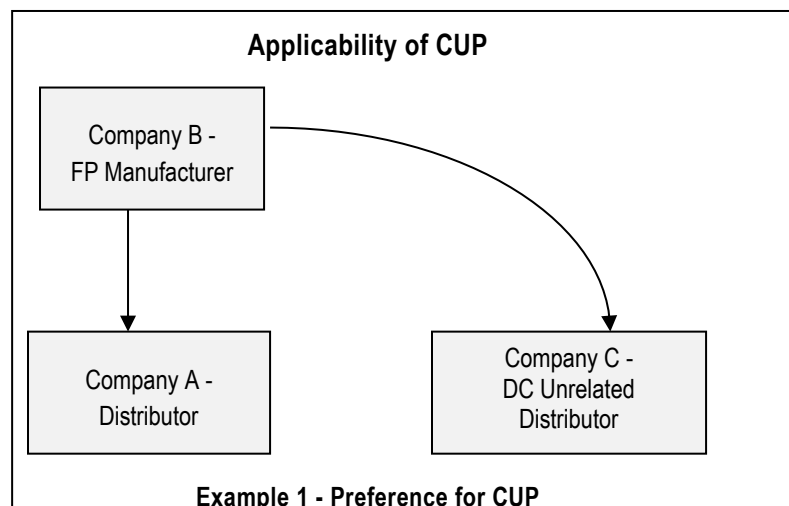 Applicability of CUP
Company B -
FP Manufacturer
Company A -
Distributor
Company C -
DC Unrelated
Distributor
Example 1 - Preference for CUP